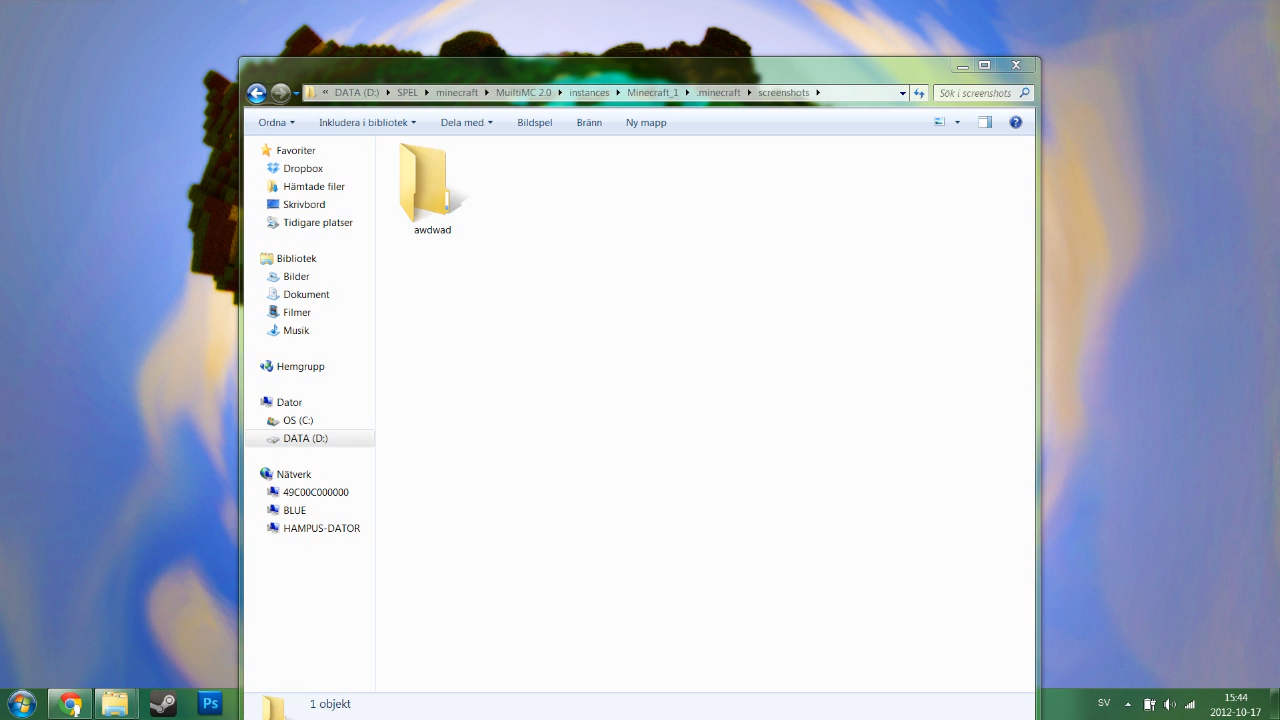 « DATA (D:) SPEL minecraft MuiltiMC 2.0 instances Minecraft_1 .minecraft screenshots
Sök i screenshots
Ordna Inkludera i bibliotek Dela med Bildspel Bränn Ny mapp
Favoriter
Dropbox
Hämtade filer
Skrivbord
Tidigare platser
Bibliotek
Bilder
Dokument
Filmer
Musik
Hemgrupp
Dator
OS (C:)
DATA (D:)
Nätverk
49C00C000000
BLUE
HAMPUS-DATOR
awdwad
1 objekt
Ps
SV
15:44
2012-10-17